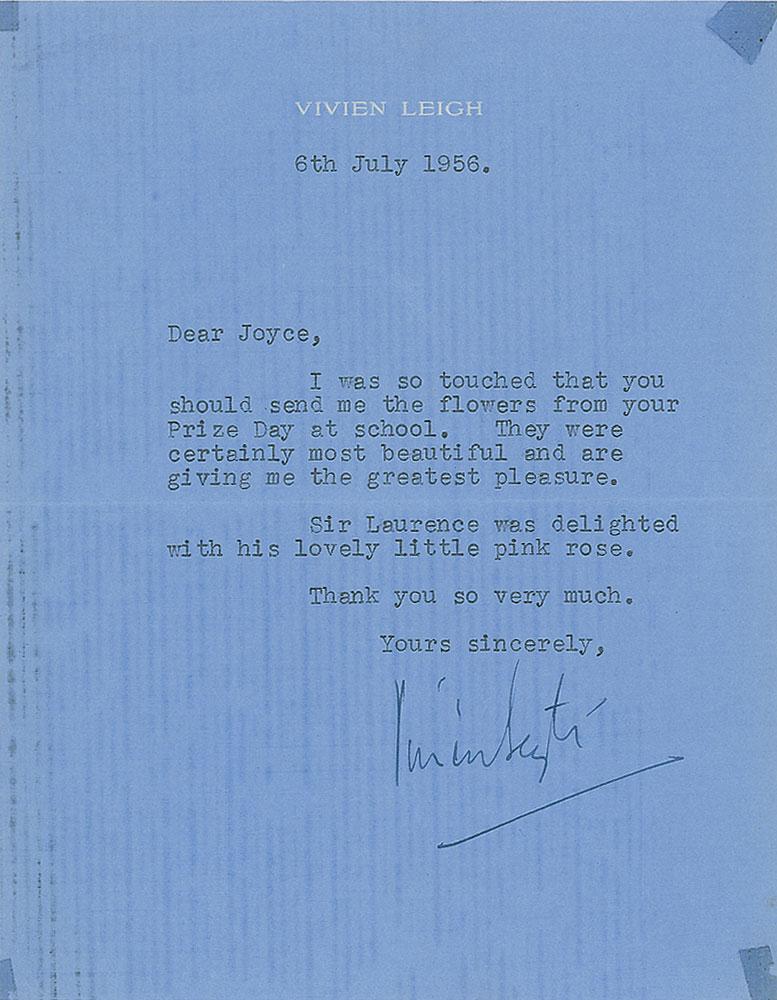 VIVIEN LEIGH
6th July 1956.
Dear Joyce,
I was so touched that you
should send me the flowers from your
Prize Day at school. They were
certainly most beautiful and are
giving me the greatest pleasure.
Sir Laurence was delighted
with his lovely little pink rose.
Thank you so very much.
Yours sincerely,
Vivien Leigh